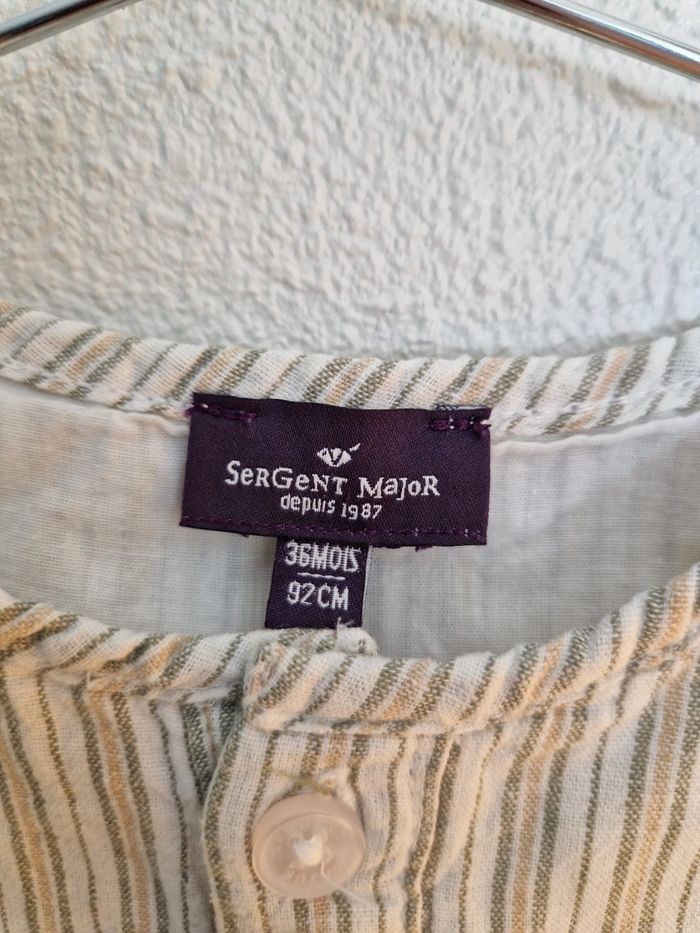 SeRGeNT MaJoR
depuis 1987
36MOIS
92CM